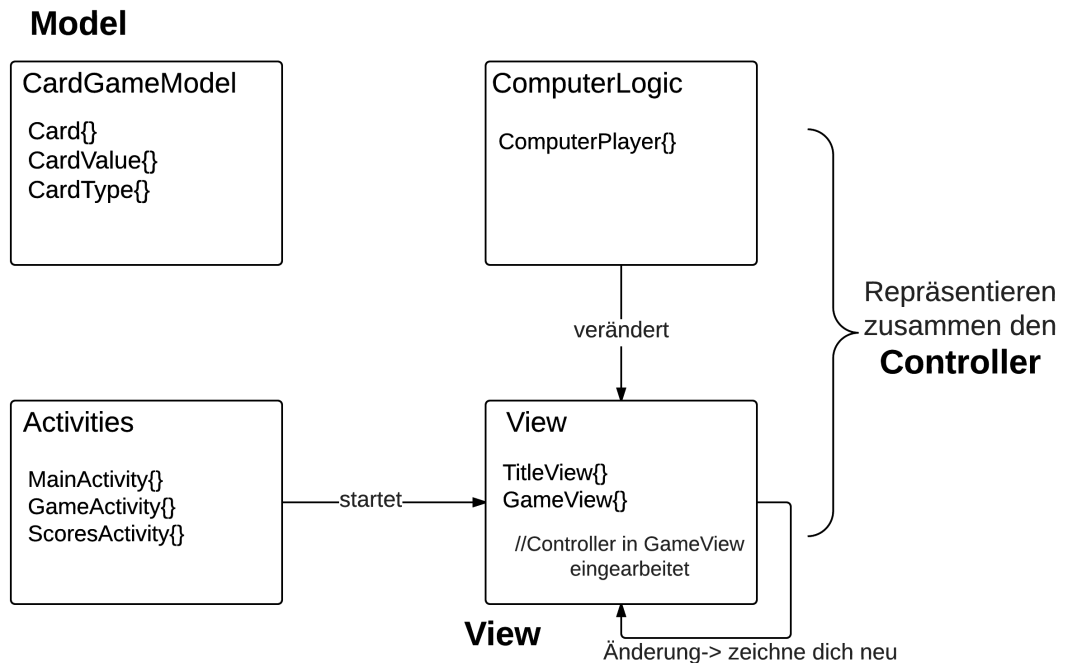 Model
CardGameModel
Card{}
CardValue{}
CardType{}
ComputerLogic
ComputerPlayer{}
verändert
Repräsentieren
zusammen den
Controller
Activities
MainActivity{}
GameActivity{}
ScoresActivity{}
startet
View
TitleView{}
GameView{}
//Controller in GameView
eingearbeitet
View
Änderung-> zeichne dich neu